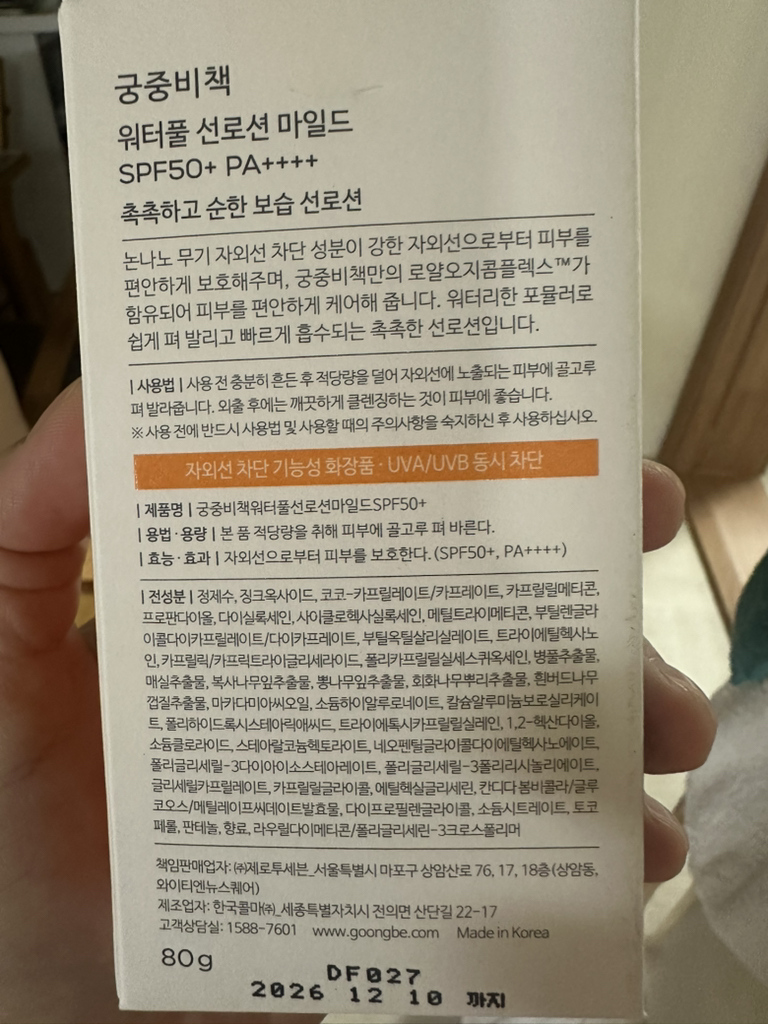 궁중비책
워터풀 선로션 마일드
SPF50+ PA++++
촉촉하고 순한 보습 선로션
논나노 무기 자외선 차단 성분이 강한 자외선으로부터 피부를
편안하게 보호해주며, 궁중비책만의 로얄오지콤플렉스™가
함유되어 피부를 편안하게 케어해 줍니다. 워터리한 포뮬러로
쉽게 펴 발리고 빠르게 흡수되는 촉촉한 선로션입니다.
| 사용법 | 사용 전 충분히 흔든 후 적당량을 덜어 자외선에 노출되는 피부에 골고루
펴 발라줍니다. 외출 후에는 깨끗하게 클렌징하는 것이 피부에 좋습니다.
※ 사용 전에 반드시 사용법 및 사용할 때의 주의사항을 숙지하신 후 사용하십시오.
자외선 차단 기능성 화장품 · UVA/UVB 동시 차단
| 제품명 | 궁중비책워터풀선로션마일드SPF50+
| 용법 · 용량 | 본 품 적당량을 취해 피부에 골고루 펴 바른다.
| 효능 · 효과 | 자외선으로부터 피부를 보호한다. (SPF50+, PA++++)
| 전성분 | 정제수, 징크옥사이드, 코코-카프릴레이트/카프레이트, 카프릴릴메티콘,
프로판다이올, 다이실록세인, 사이클로헥사실록세인, 메틸트라이메티콘, 부틸렌글라
이콜다이카프릴레이트/다이카프레이트, 부틸옥틸살리실레이트, 트라이에틸헥사노
인, 카프릴릭/카프릭트라이글리세라이드, 폴리카프릴릴실세스퀴옥세인, 병풀추출물,
매실추출물, 복사나무잎추출물, 뽕나무잎추출물, 회화나무뿌리추출물, 흰버드나무
껍질추출물, 마카다미아씨오일, 소듐하이알루로네이트, 칼슘알루미늄보로실리케이
트, 폴리하이드록시스테아릭애씨드, 트라이에톡시카프릴릴실레인, 1,2-헥산다이올,
소듐클로라이드, 스테아랄코늄헥토라이트, 네오펜틸글라이콜다이에틸헥사노에이트,
폴리글리세릴-3다이아이소스테아레이트, 폴리글리세릴-3폴리리시놀리에이트,
글리세릴카프릴레이트, 카프릴릴글라이콜, 에틸헥실글리세린, 칸디다 봄비콜라/글루
코오스/메틸레이프씨데이트발효물, 다이프로필렌글라이콜, 소듐시트레이트, 토코
페롤, 판테놀, 향료, 라우릴다이메티콘/폴리글리세린-3크로스폴리머
책임판매업자: ㈜제로투세븐_서울특별시 마포구 상암산로 76, 17, 18층(상암동,
와이티엔뉴스퀘어)
제조업자: 한국콜마㈜_세종특별자치시 전의면 산단길 22-17
고객상담실: 1588-7601 www.goongbe.com Made in Korea
80g
DF027
2026 12 10 까지